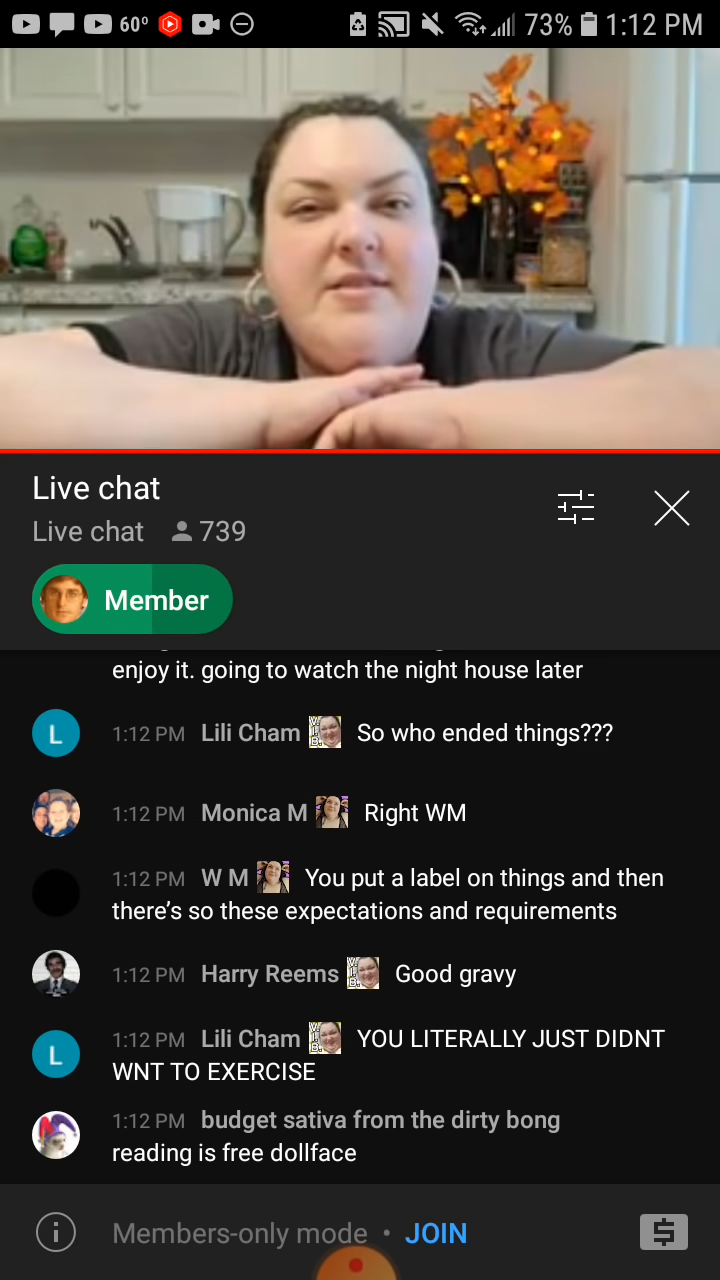 60° 73% 1:12 PM
Live chat
Live chat 739
Member
enjoy it. going to watch the night house later
L 1:12 PM Lili Cham So who ended things???
1:12 PM Monica M Right WM
1:12 PM W M You put a label on things and then
there's so these expectations and requirements
1:12 PM Harry Reems Good gravy
L 1:12 PM Lili Cham YOU LITERALLY JUST DIDNT
WNT TO EXERCISE
1:12 PM budget sativa from the dirty bong
reading is free dollface
Members-only mode • JOIN